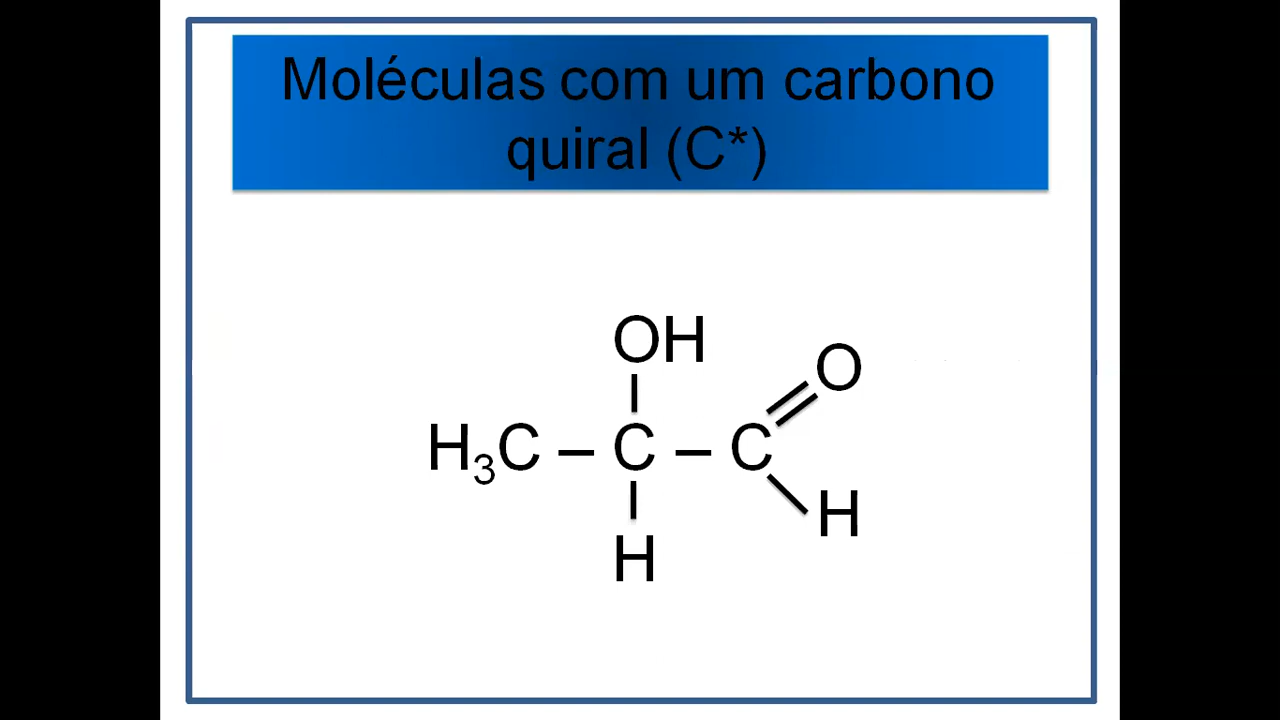 Moléculas com um carbono
quiral (C*)
OH
O
H₃C – C – C
H
H